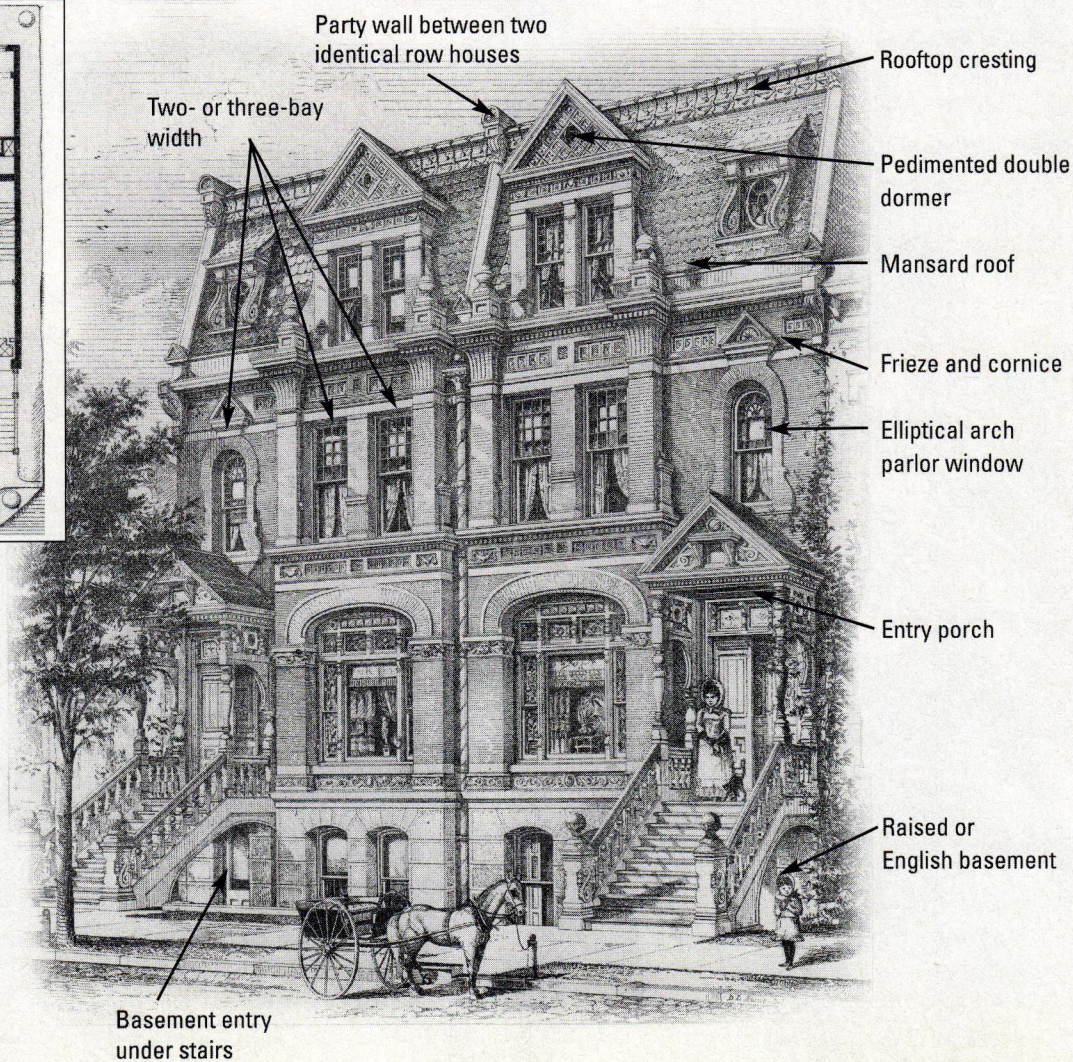 Party wall between two
identical row houses
Rooftop cresting
Two- or three-bay
width
Pedimented double
dormer
Mansard roof
Frieze and cornice
Elliptical arch
parlor window
Entry porch
Raised or
English basement
Basement entry
under stairs